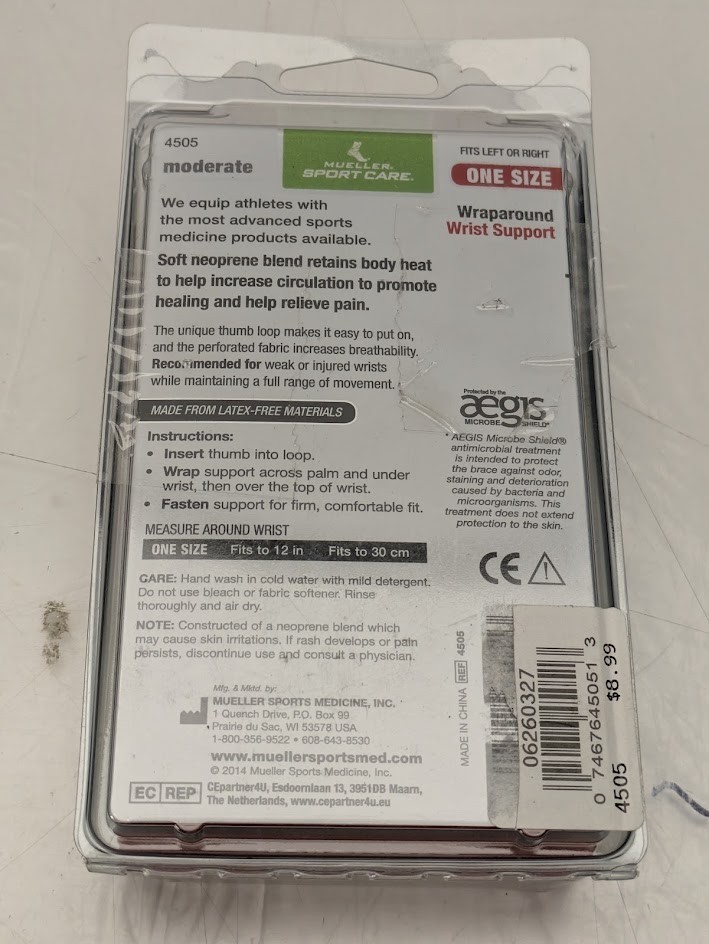 4505
moderate
MUELLER®
SPORT CARE®
FITS LEFT OR RIGHT
ONE SIZE
Wraparound
Wrist Support
We equip athletes with
the most advanced sports
medicine products available.
Soft neoprene blend retains body heat
to help increase circulation to promote
healing and help relieve pain.
The unique thumb loop makes it easy to put on,
and the perforated fabric increases breathability.
Recommended for weak or injured wrists
while maintaining a full range of movement.
MADE FROM LATEX-FREE MATERIALS
Instructions:
• Insert thumb into loop.
• Wrap support across palm and under
wrist, then over the top of wrist.
• Fasten support for firm, comfortable fit.
MEASURE AROUND WRIST
ONE SIZE Fits to 12 in Fits to 30 cm
CARE: Hand wash in cold water with mild detergent.
Do not use bleach or fabric softener. Rinse
thoroughly and air dry.
NOTE: Constructed of a neoprene blend which
may cause skin irritations. If rash develops or pain
persists, discontinue use and consult a physician.
Protected by the
aegis
MICROBE SHIELD®
* AEGIS Microbe Shield®
antimicrobial treatment
is intended to protect
the brace against odor,
staining and deterioration
caused by bacteria and
microorganisms. This
treatment does not extend
protection to the skin.
CE
Mfg. & Mktd. by:
MUELLER SPORTS MEDICINE, INC.
1 Quench Drive, P.O. Box 99
Prairie du Sac, WI 53578 USA
1-800-356-9522 • 608-643-8530
www.muellersportsmed.com
© 2014 Mueller Sports Medicine, Inc.
EC REP CEpartner4U, Esdoornlaan 13, 3951DB Maarn,
The Netherlands, www.cepartner4u.eu
MADE IN CHINA REF 4505
06260327
0 7467645051 3
4505 $8.99